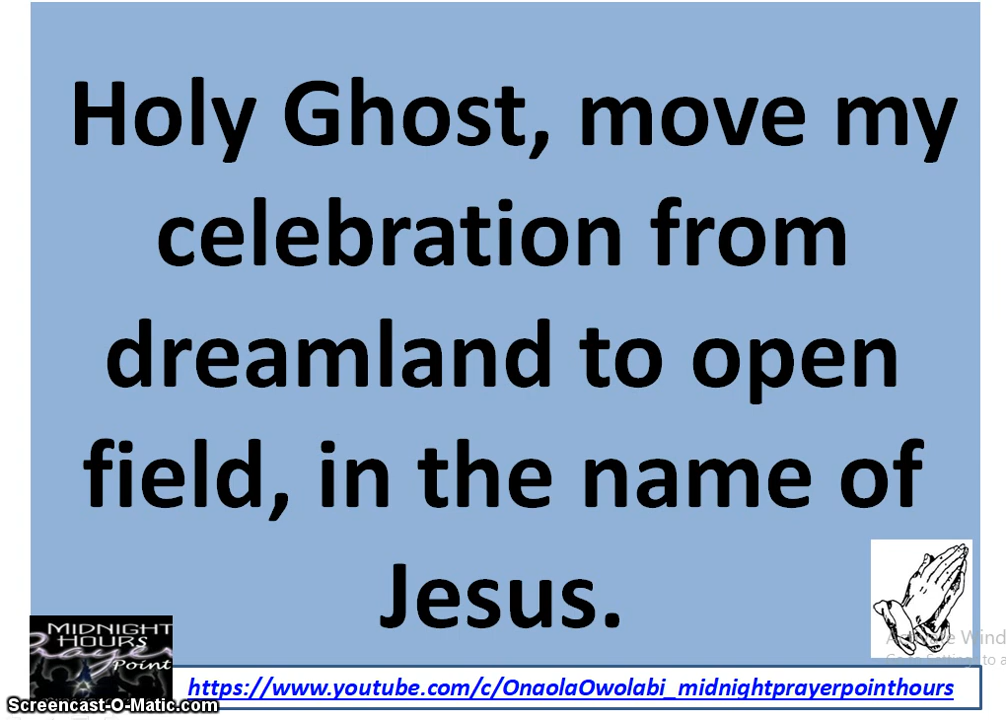 Holy Ghost, move my
celebration from
dreamland to open
field, in the name of
Jesus.
MIDNIGHT
HOURS
Prayer
Point
https://www.youtube.com/c/OnaolaOwolabi_midnightprayerpointhours
Screencast-O-Matic.com